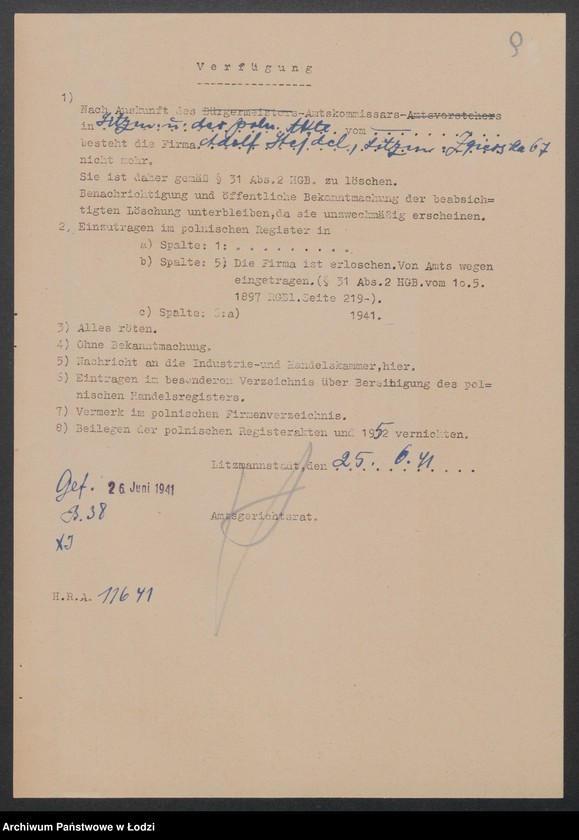 9
Verfügung
1)
Nach Auskunft des Bürgermeisters-Amtskommissars-Amtsvorstehers
in Litzm. u. der poln. Akte vom
besteht die Firma Adolf Litzm. Zgierska 67
nicht mehr.
Sie ist daher gemäß § 31 Abs.2 HGB. zu löschen.
Benachrichtigung und öffentliche Bekanntmachung der beabsich=
tigten Löschung unterbleiben,da sie unzweckmäßig erscheinen.
2, Einzutragen im polnischen Register in
a) Spalte: 1: . . . . . . . . . .
b) Spalte: 5) Die Firma ist erloschen.Von Amts wegen
eingetragen.(§ 31 Abs.2 HGB.vom 1o.5.
1897 RGBl.Seite 219-).
c) Spalte: :a) 1941.
3) Alles röten.
4) Ohne Bekanntmachung.
5) Nachricht an die Industrie-und Handelskammer,hier.
6) Eintragen im besonderen Verzeichnis über Bereinigung des pol=
nischen Handelsregisters.
7) Vermerk im polnischen Firmenverzeichnis.
8) Beilegen der polnischen Registerakten und 1952 vernichten.
Litzmannstadt,den 25. 6. 41
Gef. 26. Juni 1941
B. 38
Amtsgerichtsrat.
H.R.A. 116 41
Archiwum Państwowe w Łodzi